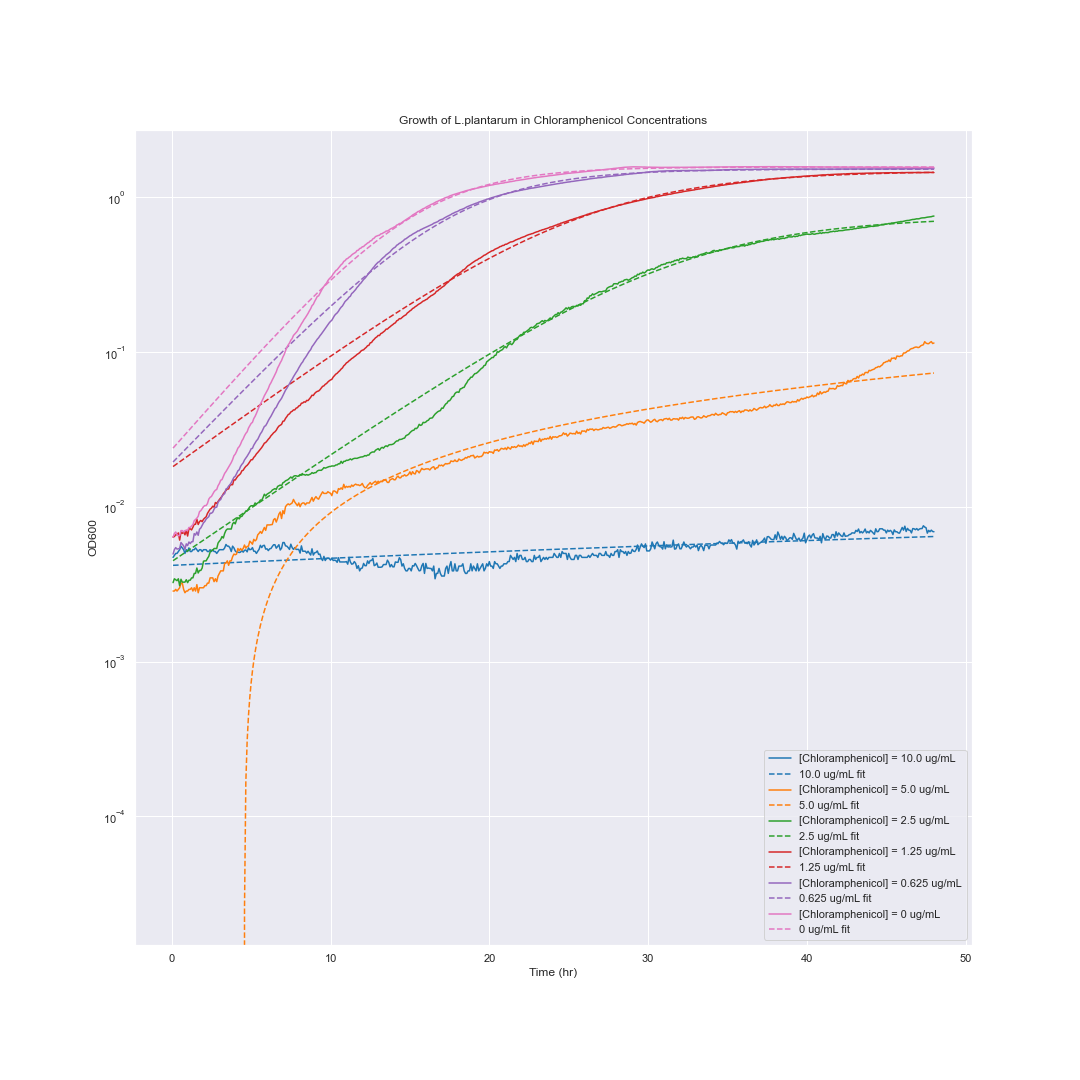 Growth of L.plantarum in Chloramphenicol Concentrations
OD600
10⁰
10⁻¹
10⁻²
10⁻³
10⁻⁴
0 10 20 30 40 50
Time (hr)
[Chloramphenicol] = 10.0 ug/mL
10.0 ug/mL fit
[Chloramphenicol] = 5.0 ug/mL
5.0 ug/mL fit
[Chloramphenicol] = 2.5 ug/mL
2.5 ug/mL fit
[Chloramphenicol] = 1.25 ug/mL
1.25 ug/mL fit
[Chloramphenicol] = 0.625 ug/mL
0.625 ug/mL fit
[Chloramphenicol] = 0 ug/mL
0 ug/mL fit